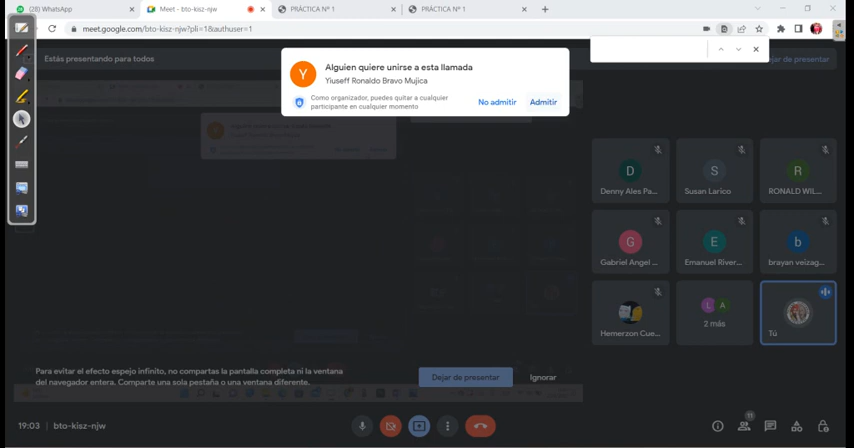 (28) WhatsApp
Meet - bto-kisz-njw
PRÁCTICA Nº 1
PRÁCTICA Nº 1
meet.google.com/bto-kisz-njw?pli=1&authuser=1
Estás presentando para todos
jar de presentar
Alguien quiere unirse a esta llamada
Y
Yiuseff Ronaldo Bravo Mujica
Como organizador, puedes quitar a cualquier
participante en cualquier momento
No admitir
Admitir
D
S
R
Denny Ales Pa...
Susan Larico
RONALD WIL...
G
E
b
Gabriel Angel ...
Emanuel River...
brayan veizag...
L
A
Hemerzon Cue...
2 más
Tú
Para evitar el efecto espejo infinito, no compartas la pantalla completa ni la ventana
del navegador entera. Comparte una sola pestaña o una ventana diferente.
Dejar de presentar
Ignorar
19:03 | bto-kisz-njw
11